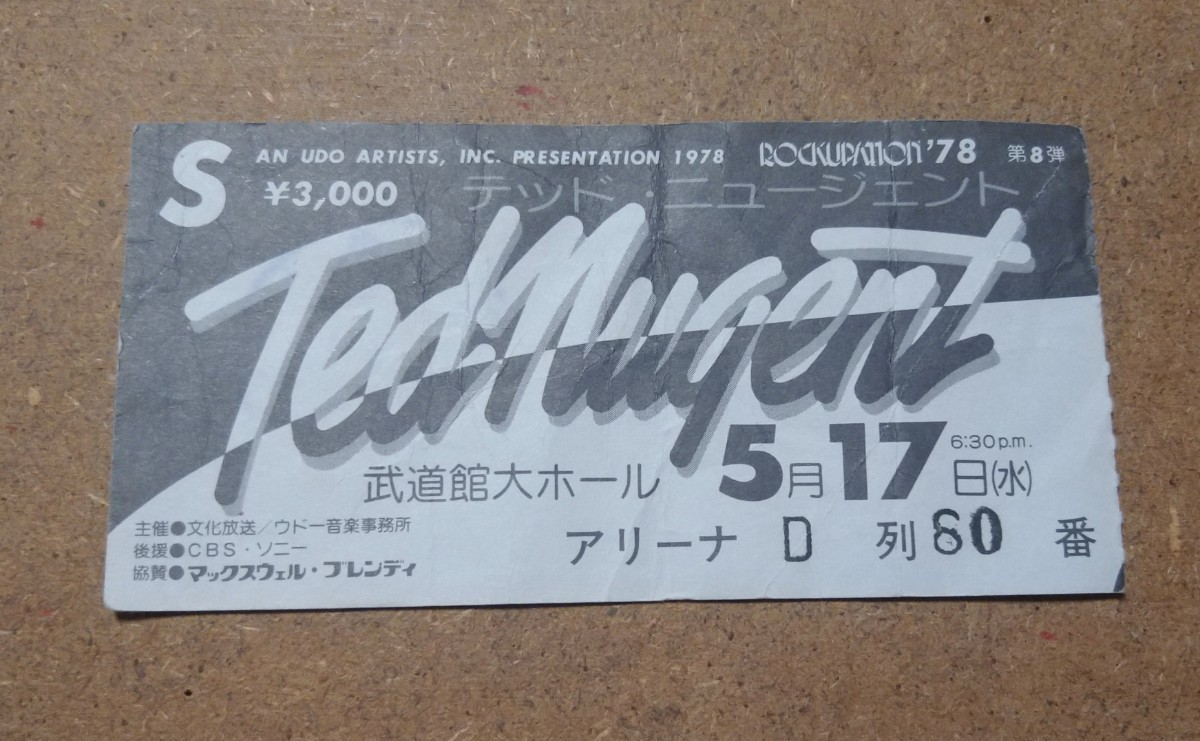 S AN UDO ARTISTS, INC. PRESENTATION 1978 ROCKUPATION '78 第8弾
¥3,000 テッド・ニュージェント
Ted Nugent
武道館大ホール 5月17日(水) 6:30p.m.
主催●文化放送/ウドー音楽事務所
後援●CBS・ソニー
協賛●マックスウェル・ブレンディ
アリーナ D 列 80 番